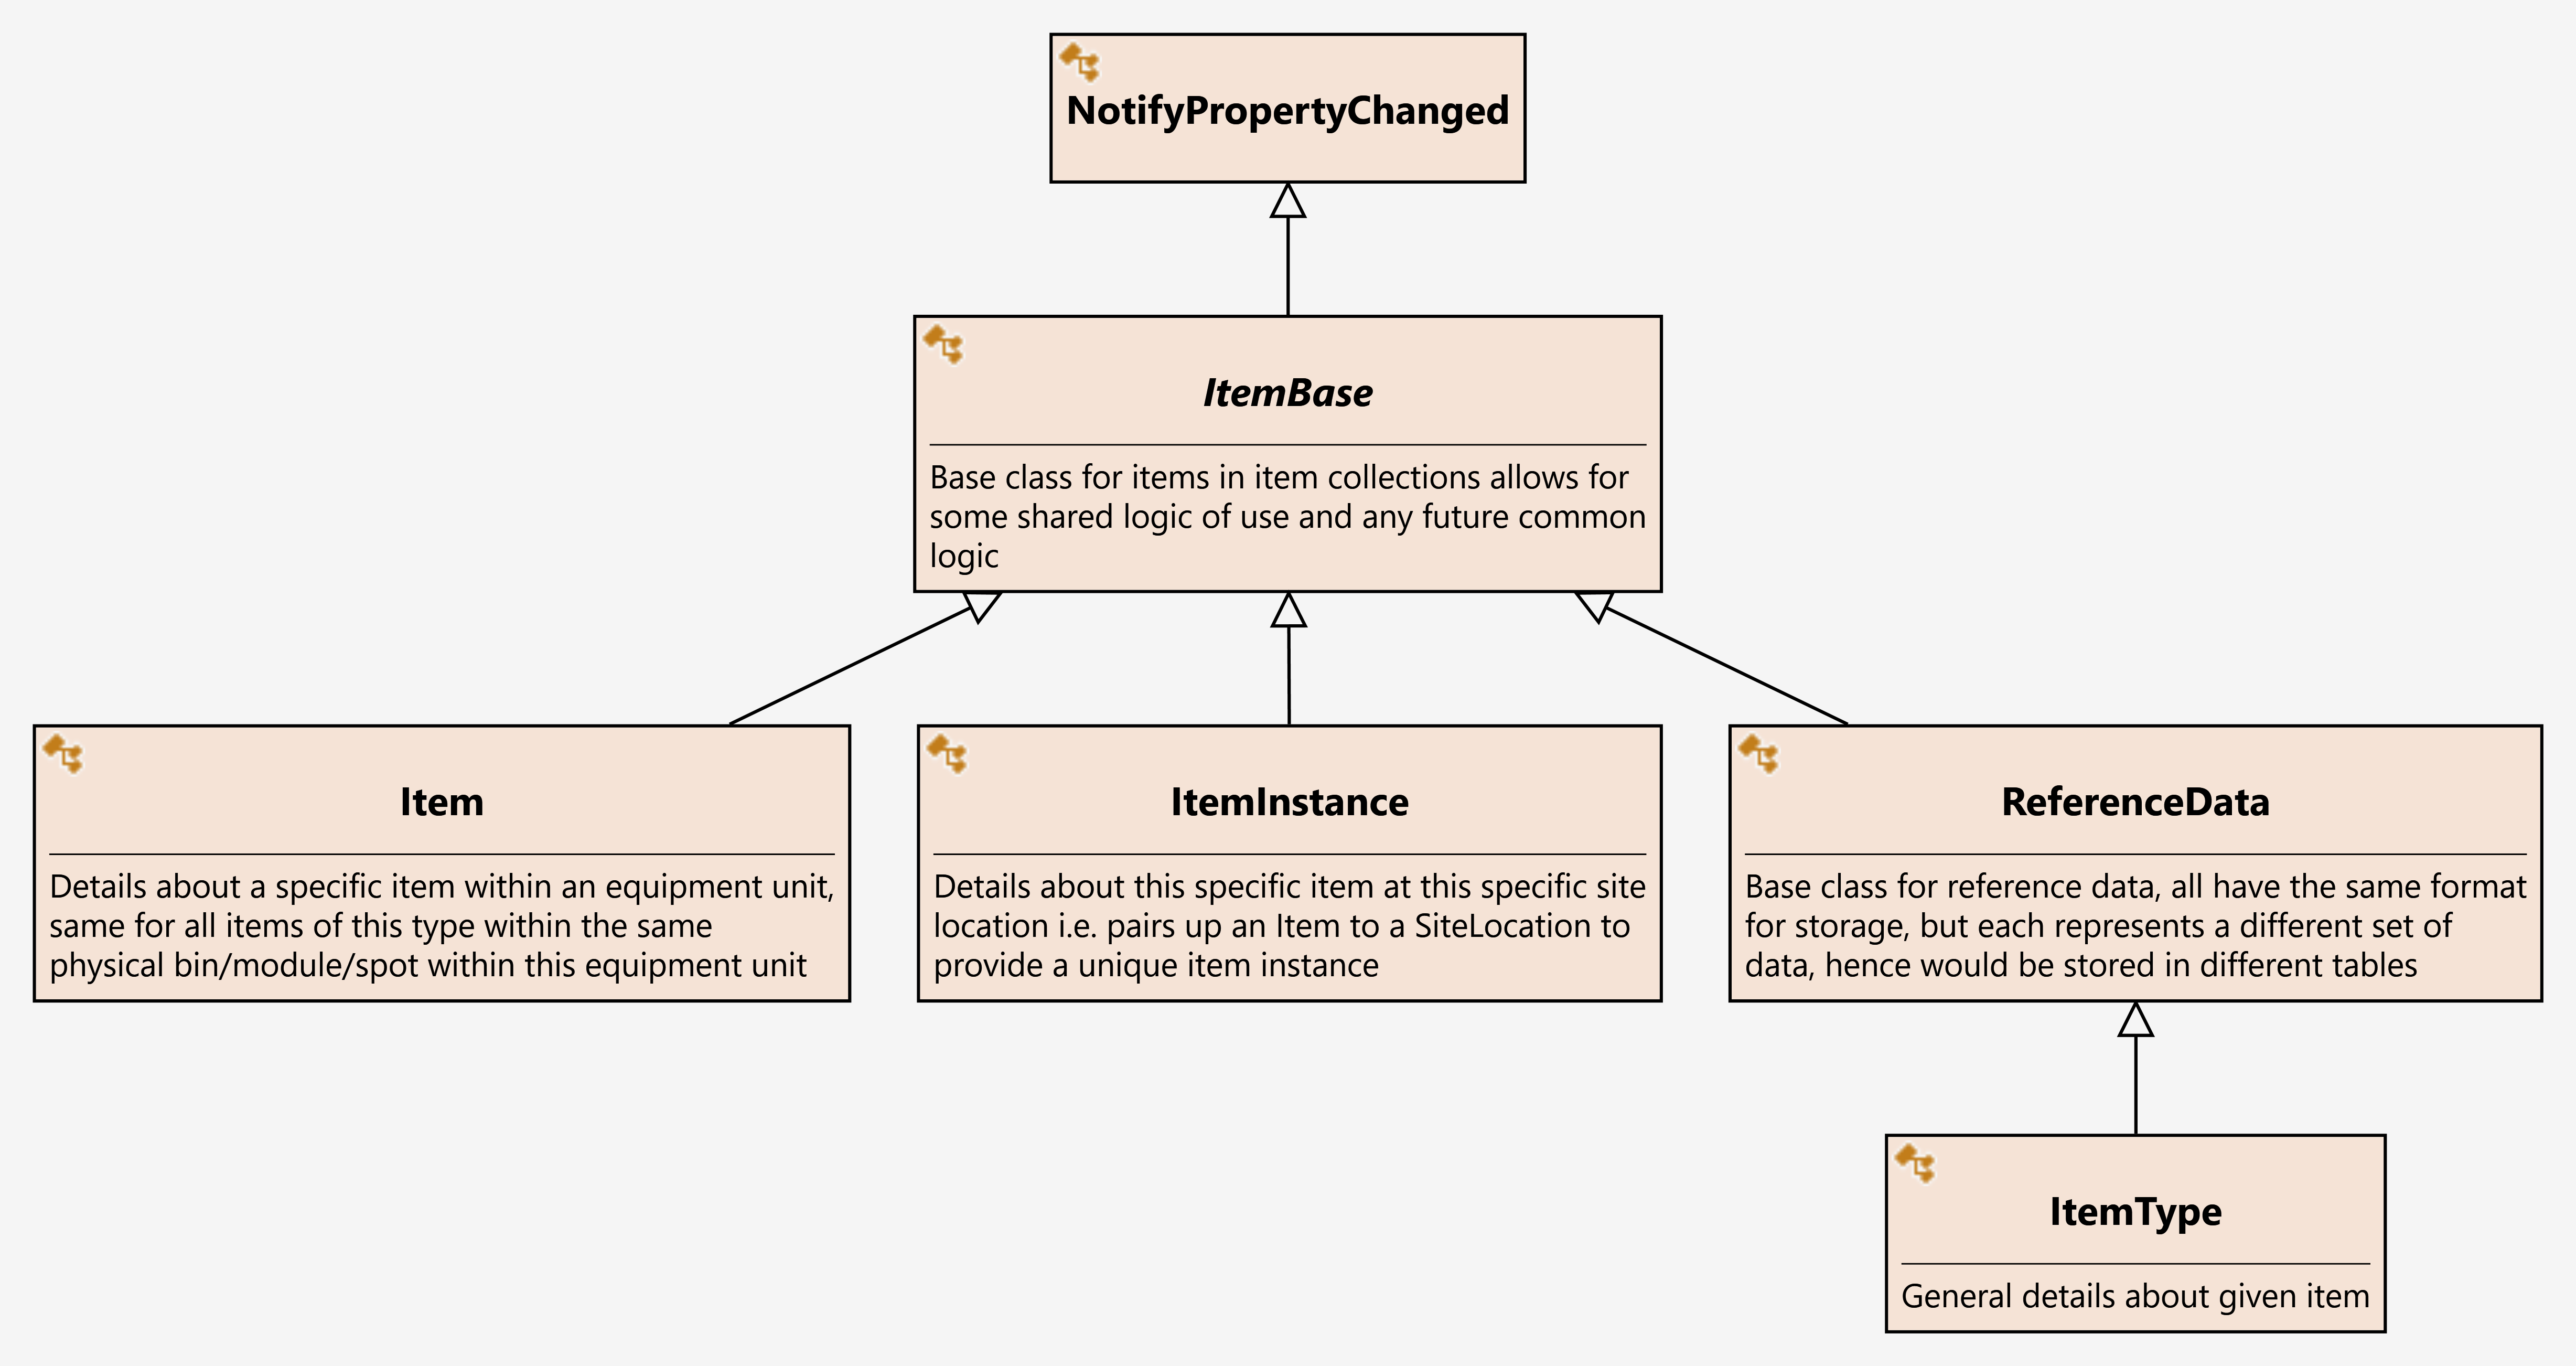 NotifyPropertyChanged
ItemBase
Base class for items in item collections allows for
some shared logic of use and any future common
logic
Item
Details about a specific item within an equipment unit,
same for all items of this type within the same
physical bin/module/spot within this equipment unit
ItemInstance
Details about this specific item at this specific site
location i.e. pairs up an Item to a SiteLocation to
provide a unique item instance
ReferenceData
Base class for reference data, all have the same format
for storage, but each represents a different set of
data, hence would be stored in different tables
ItemType
General details about given item